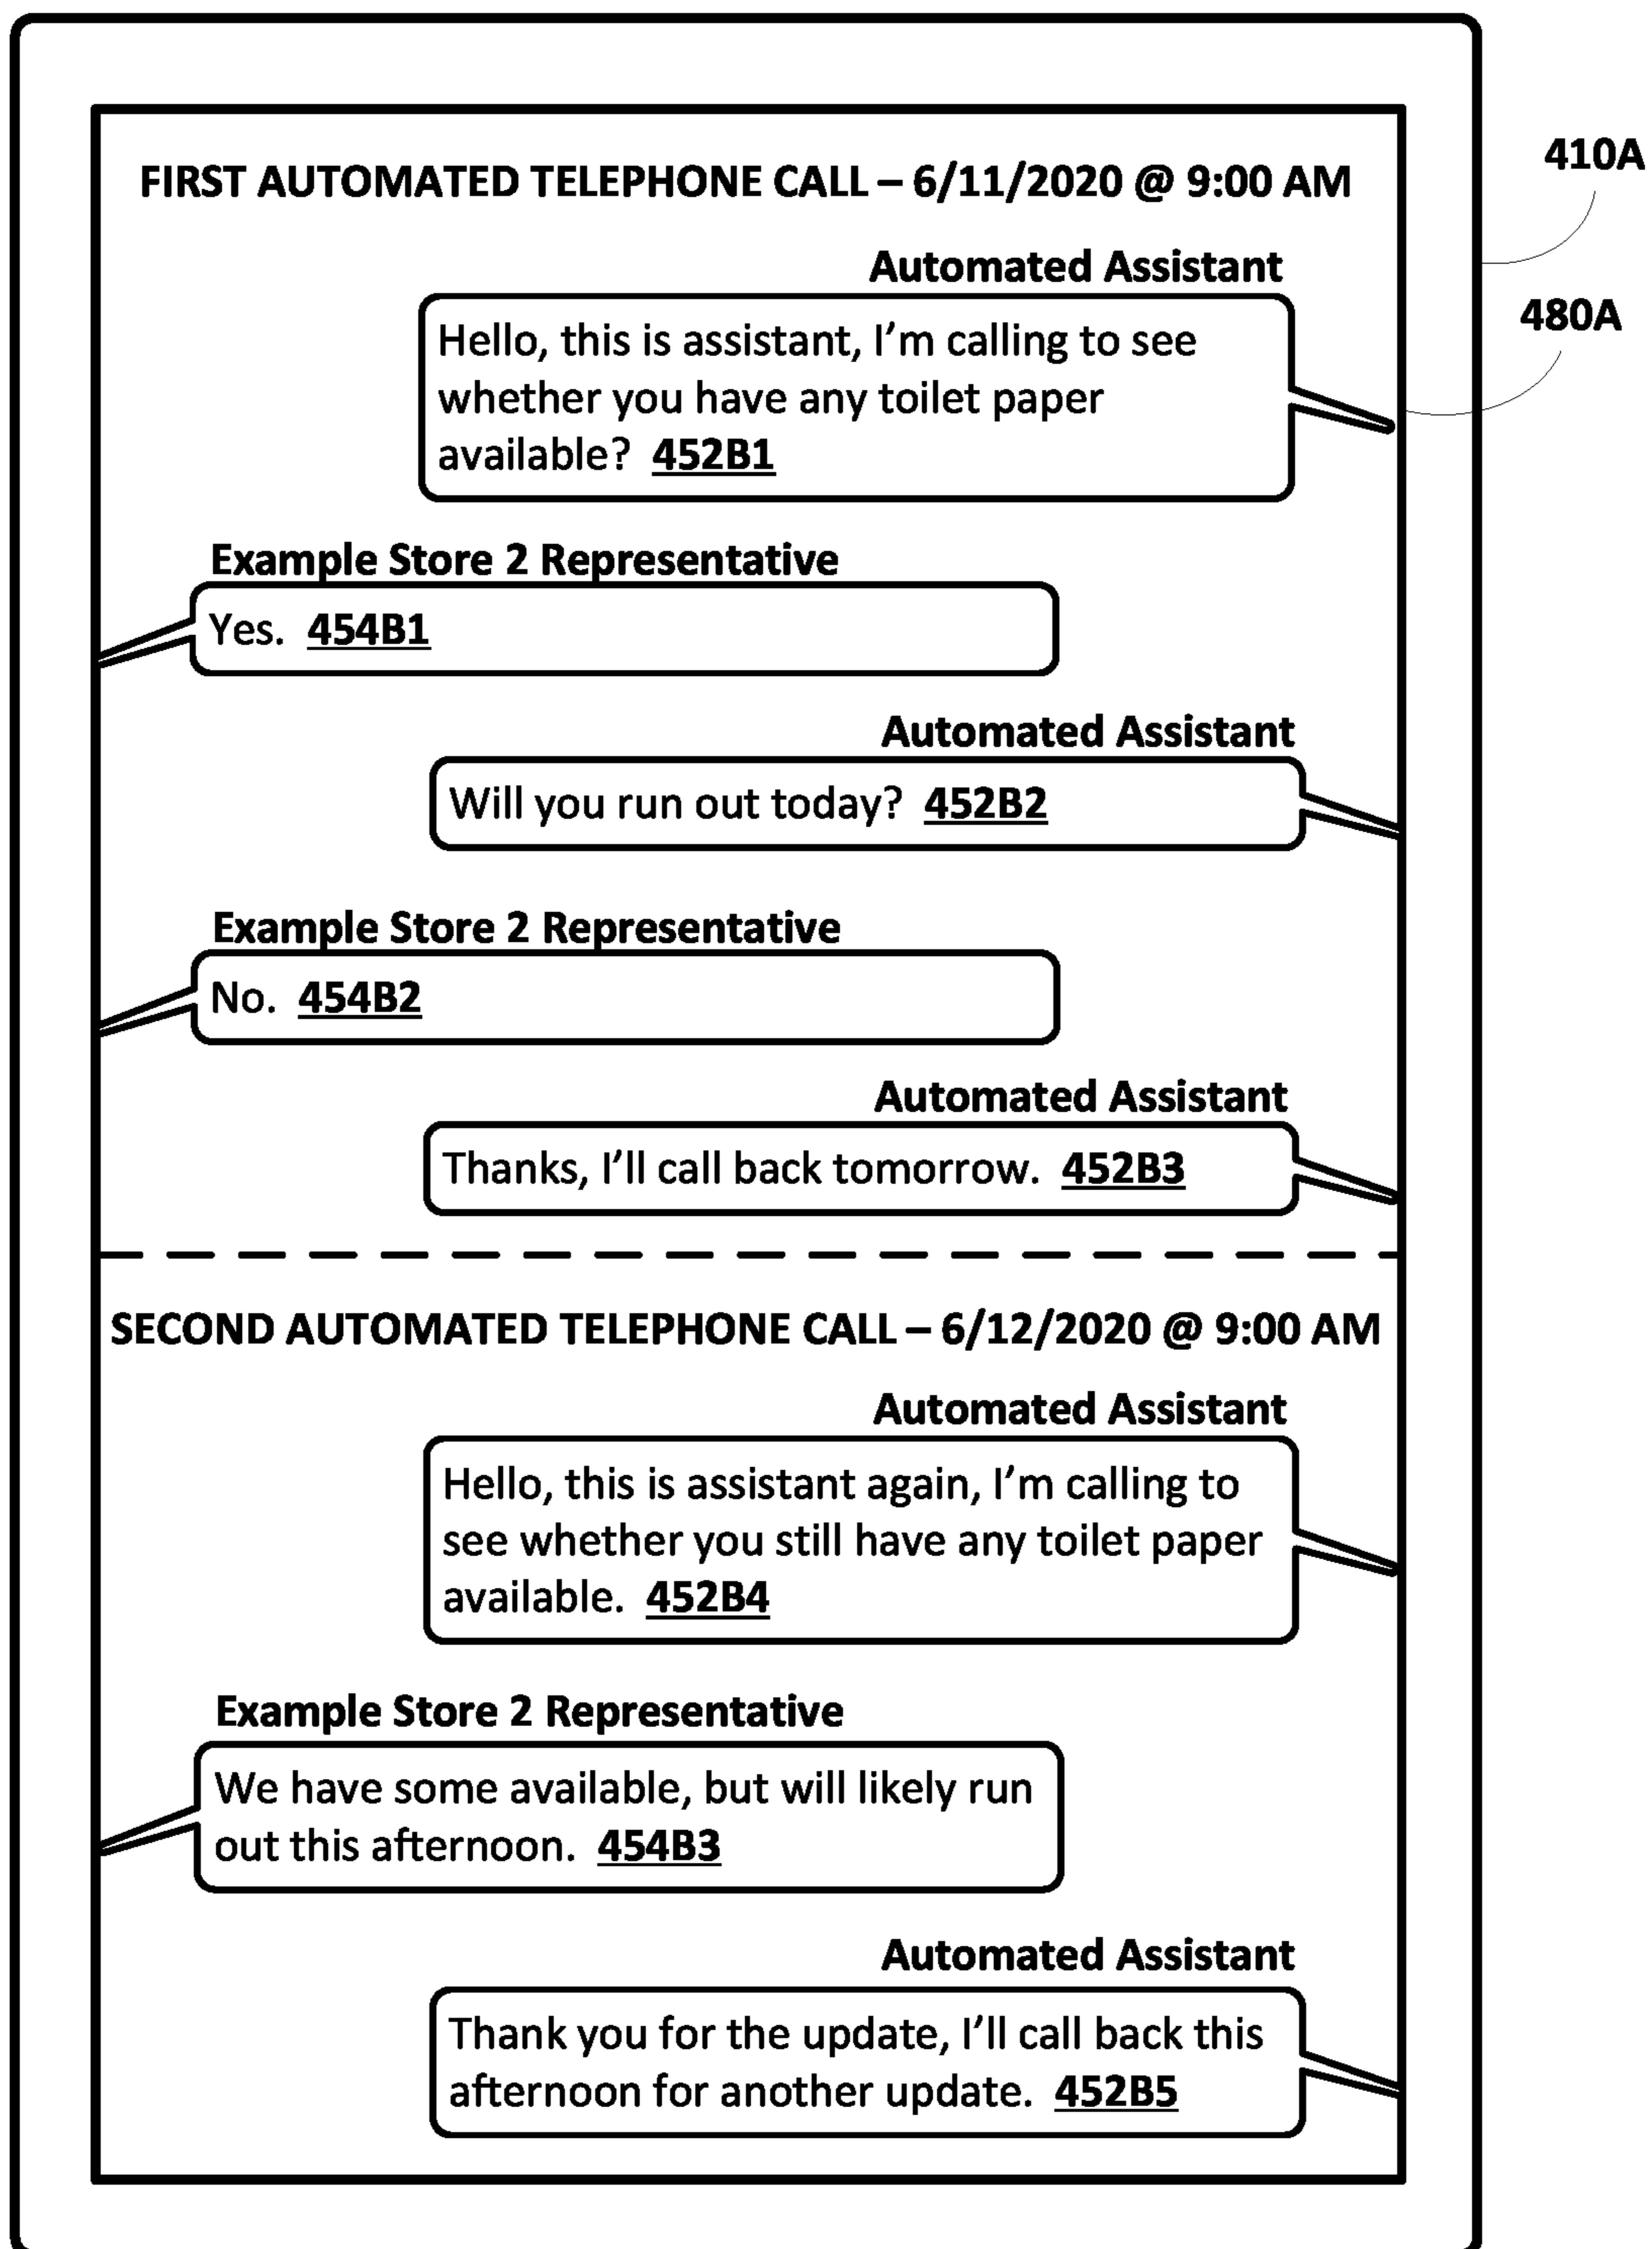 FIRST AUTOMATED TELEPHONE CALL – 6/11/2020 @ 9:00 AM
410A
Automated Assistant
480A
Hello, this is assistant, I'm calling to see
whether you have any toilet paper
available? 452B1
Example Store 2 Representative
Yes. 454B1
Automated Assistant
Will you run out today? 452B2
Example Store 2 Representative
No. 454B2
Automated Assistant
Thanks, I'll call back tomorrow. 452B3
SECOND AUTOMATED TELEPHONE CALL – 6/12/2020 @ 9:00 AM
Automated Assistant
Hello, this is assistant again, I'm calling to
see whether you still have any toilet paper
available. 452B4
Example Store 2 Representative
We have some available, but will likely run
out this afternoon. 454B3
Automated Assistant
Thank you for the update, I'll call back this
afternoon for another update. 452B5